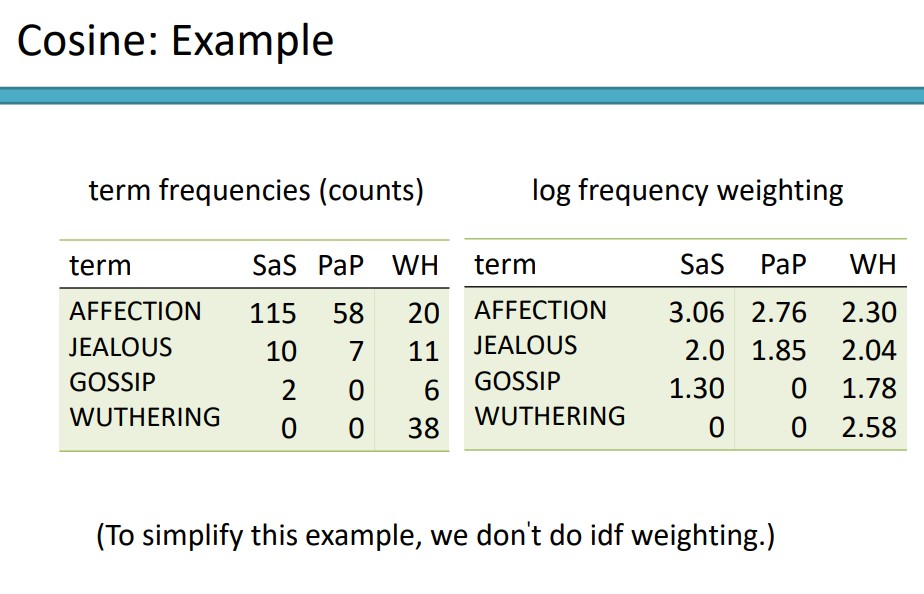 Cosine: Example
term frequencies (counts)
term SaS PaP WH
AFFECTION 115 58 20
JEALOUS 10 7 11
GOSSIP 2 0 6
WUTHERING 0 0 38
log frequency weighting
term SaS PaP WH
AFFECTION 3.06 2.76 2.30
JEALOUS 2.0 1.85 2.04
GOSSIP 1.30 0 1.78
WUTHERING 0 0 2.58
(To simplify this example, we don't do idf weighting.)